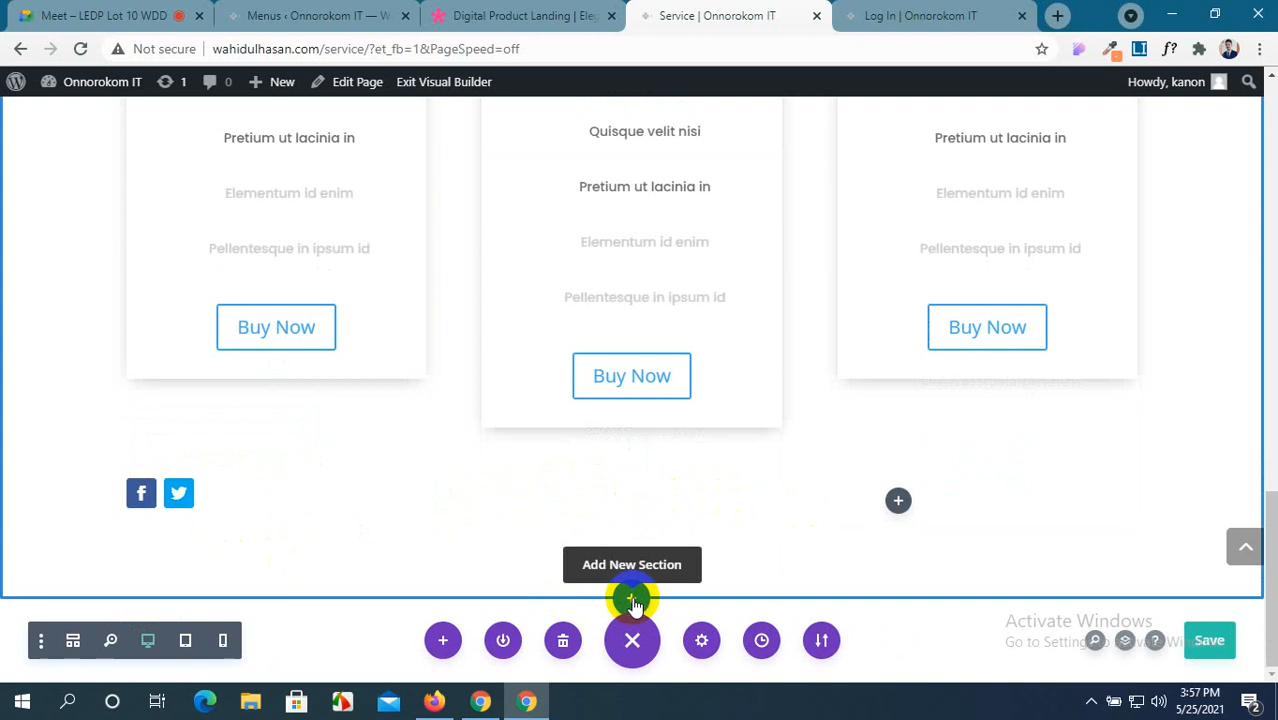 Meet – LEDP Lot 10 WDD
Menus ‹ Onnorokom IT — W
Digital Product Landing | Eleg
Service | Onnorokom IT
Log In | Onnorokom IT
Not secure
wahidulhasan.com/service/?et_fb=1&PageSpeed=off
Onnorokom IT
1
0
New
Edit Page
Exit Visual Builder
Howdy, kanon
Pretium ut lacinia in
Quisque velit nisi
Pretium ut lacinia in
Elementum id enim
Pretium ut lacinia in
Elementum id enim
Pellentesque in ipsum id
Elementum id enim
Pellentesque in ipsum id
Pellentesque in ipsum id
Buy Now
Buy Now
Buy Now
Add New Section
Activate Windows
Save
3:57 PM
5/25/2021
2